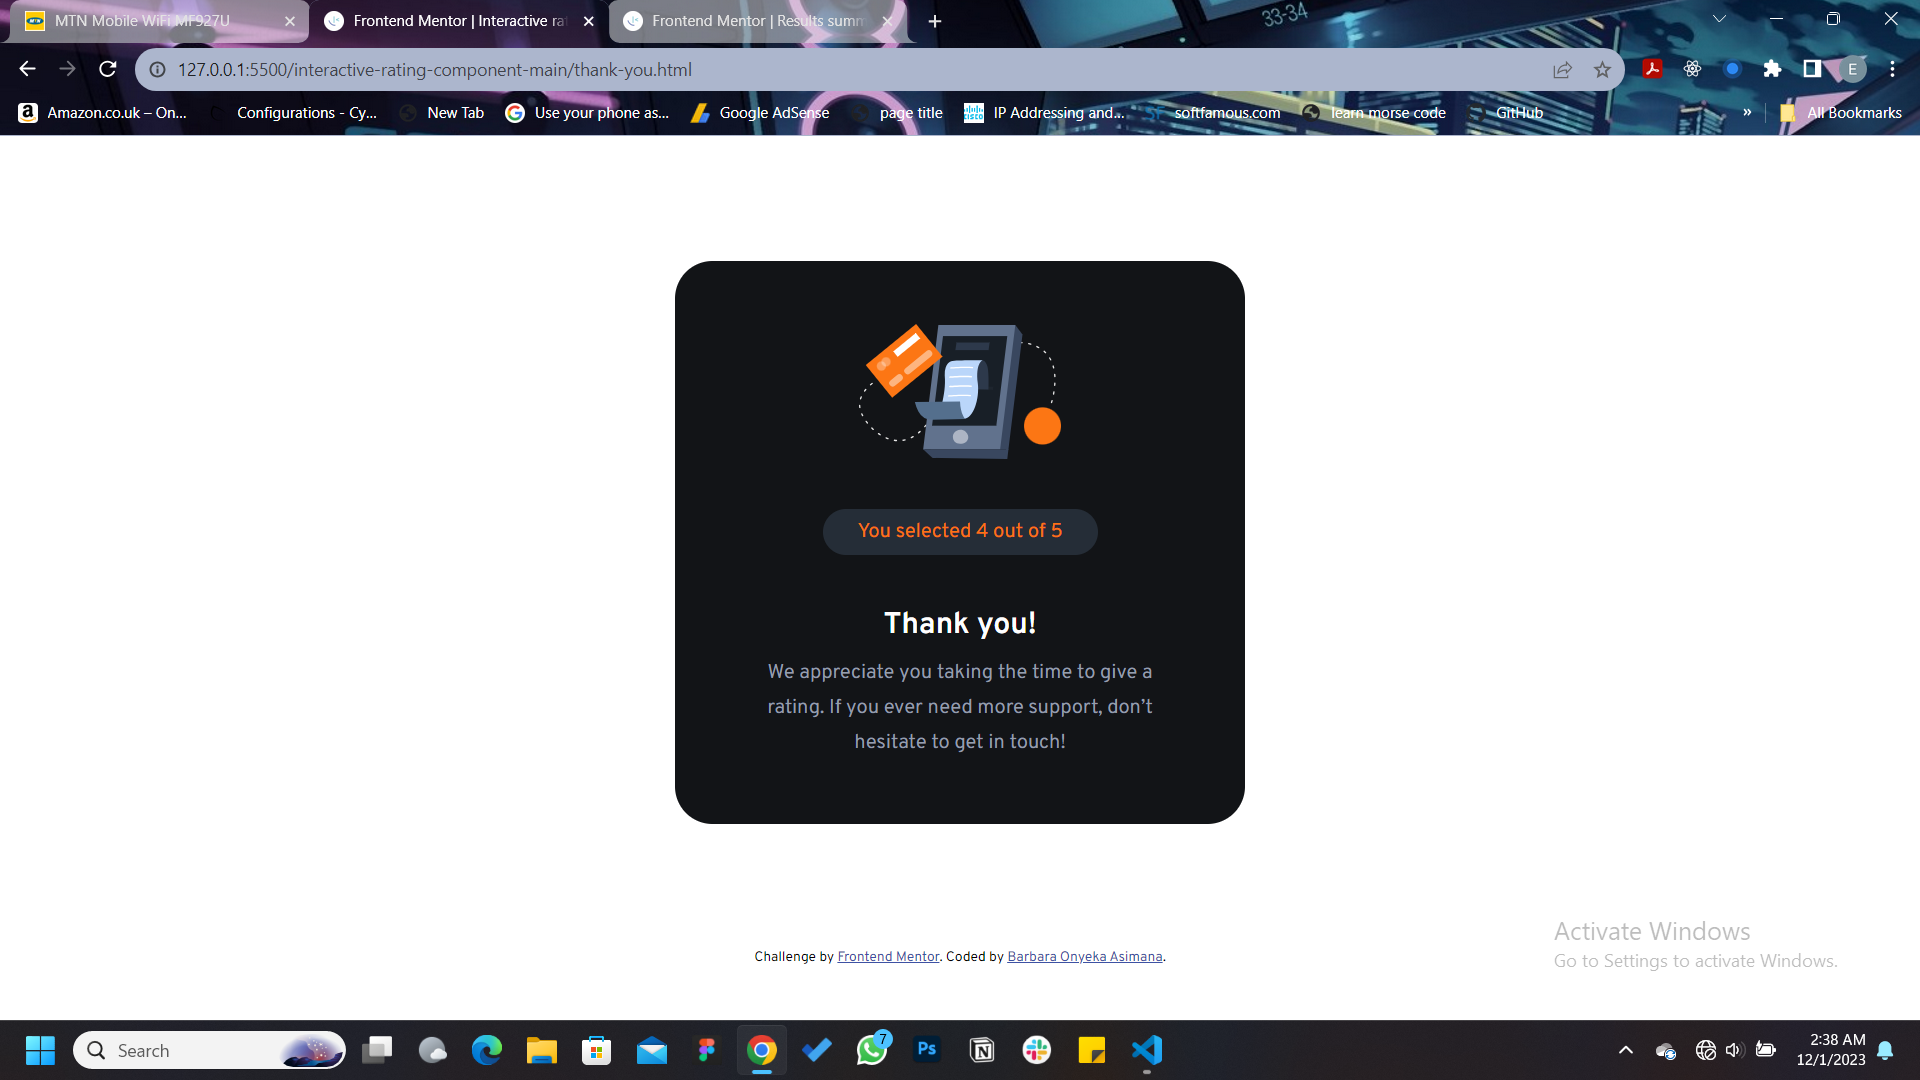 MTN Mobile WiFi MF927U
Frontend Mentor | Interactive ra
Frontend Mentor | Results summ
33-34
127.0.0.1:5500/interactive-rating-component-main/thank-you.html
E
Amazon.co.uk – On...
Configurations - Cy...
New Tab
Use your phone as...
Google AdSense
page title
IP Addressing and...
softfamous.com
learn morse code
GitHub
»
All Bookmarks
You selected 4 out of 5
Thank you!
We appreciate you taking the time to give a
rating. If you ever need more support, don’t
hesitate to get in touch!
Challenge by Frontend Mentor. Coded by Barbara Onyeka Asimana.
Activate Windows
Go to Settings to activate Windows.
Search
7
Ps
2:38 AM
12/1/2023